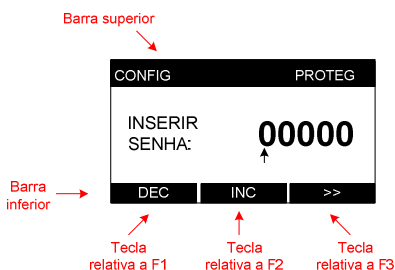 Barra superior
CONFIG PROTEG
INSERIR
SENHA: 00000
Barra
inferior
DEC INC >>
Tecla
relativa a F1
Tecla
relativa a F2
Tecla
relativa a F3